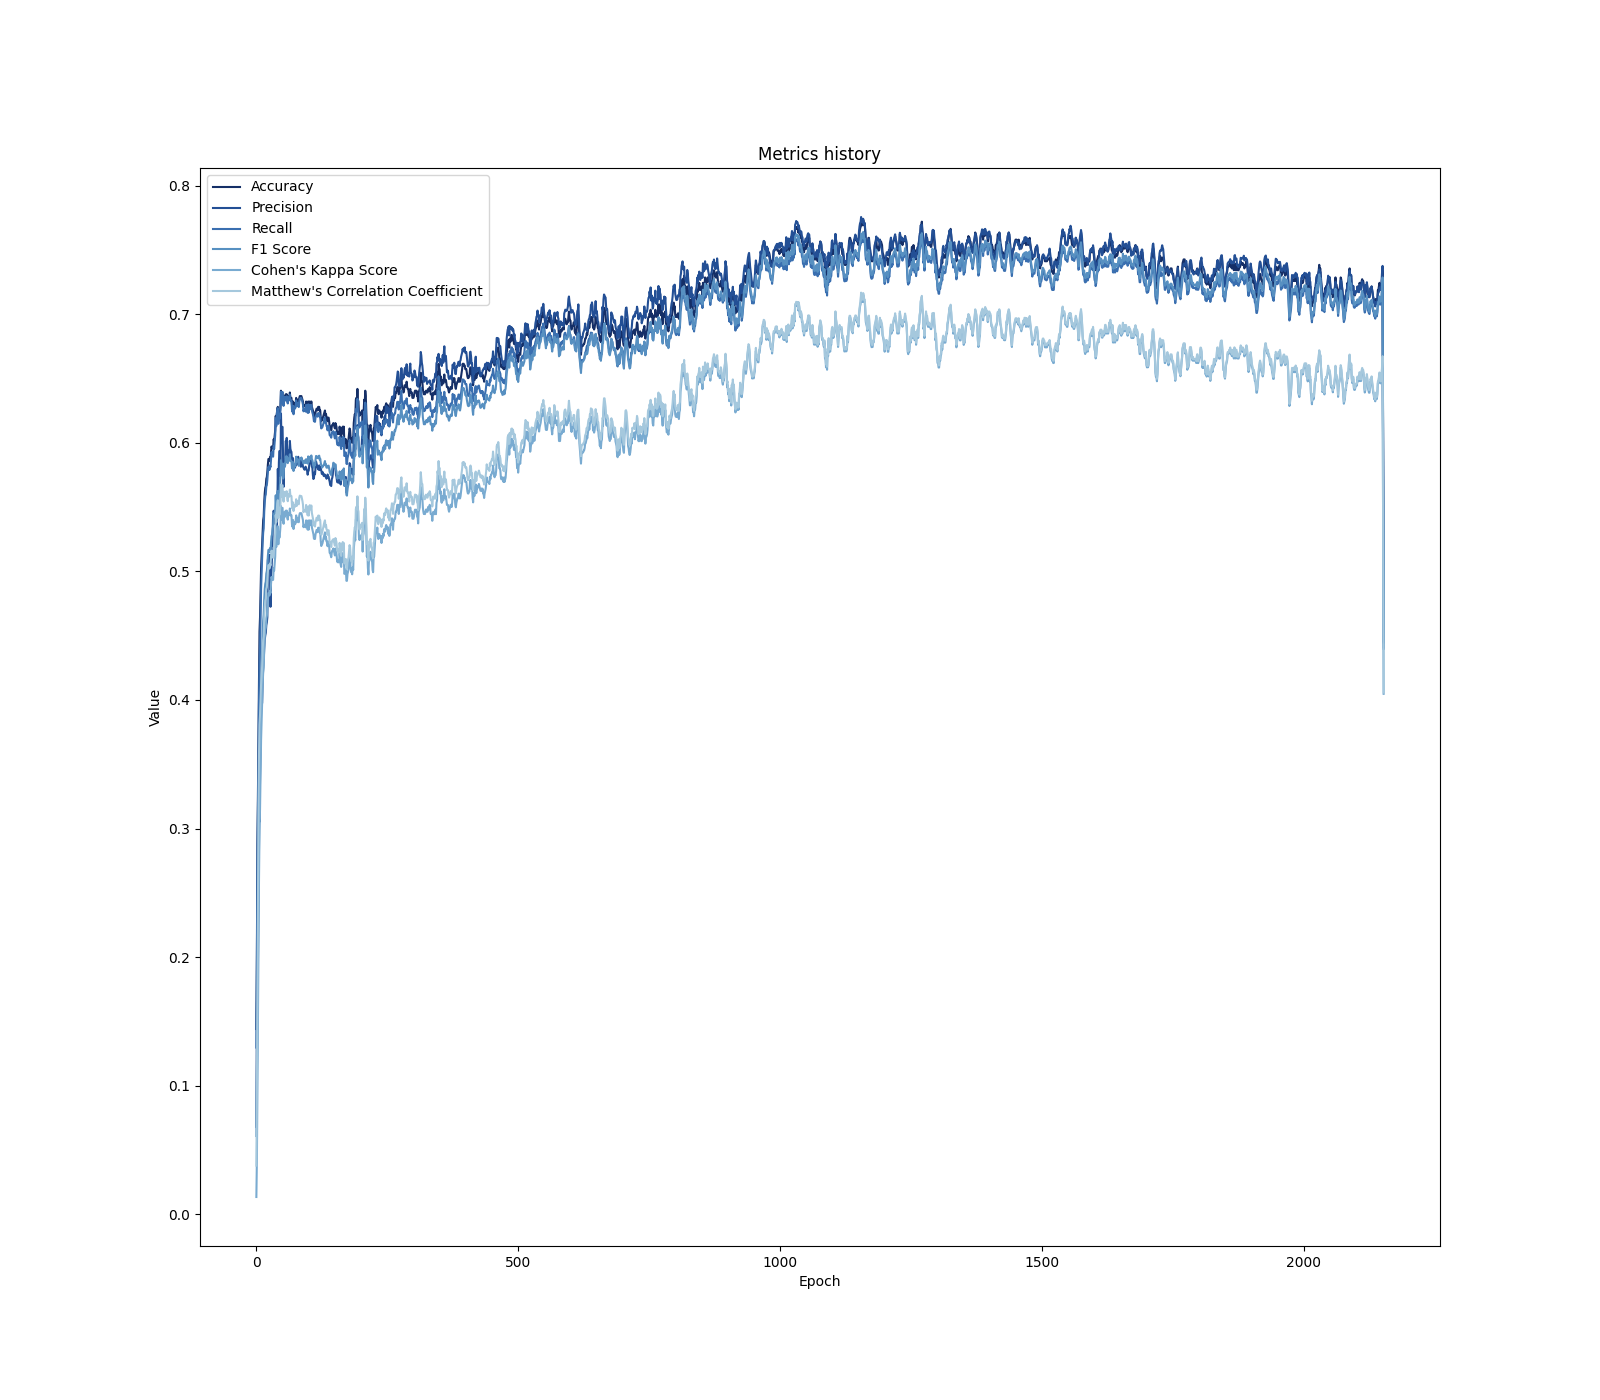 Metrics history
Accuracy
Precision
Recall
F1 Score
Cohen's Kappa Score
Matthew's Correlation Coefficient
0.8
0.7
0.6
0.5
0.4
0.3
0.2
0.1
0.0
Value
0 500 1000 1500 2000
Epoch